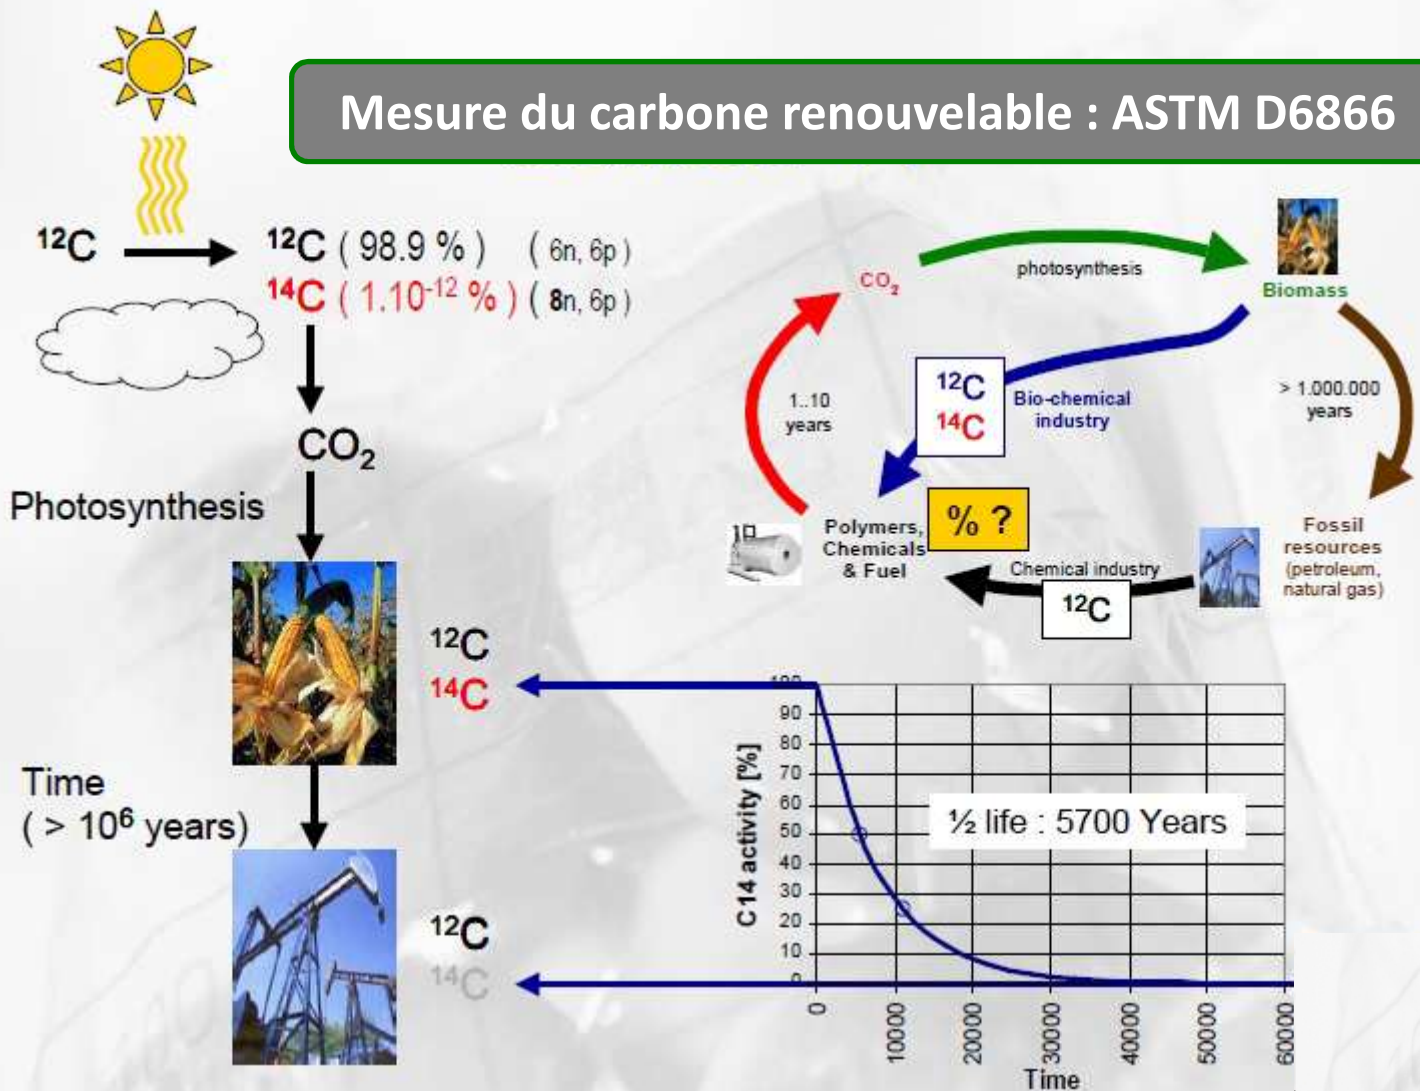 Mesure du carbone renouvelable : ASTM D6866
¹²C
¹²C ( 98.9 % ) ( 6n, 6p )
¹⁴C ( 1.10⁻¹² % ) ( 8n, 6p )
CO₂
Photosynthesis
¹²C
¹⁴C
Time
( > 10⁶ years)
¹²C
¹⁴C
CO₂
photosynthesis
Biomass
1..10
years
¹²C
¹⁴C
Bio-chemical
industry
> 1.000.000
years
% ?
Polymers,
Chemicals
& Fuel
Chemical industry
¹²C
Fossil
resources
(petroleum,
natural gas)
C14 activity [%]
100
90
80
70
60
50
40
30
20
10
0
½ life : 5700 Years
0
10000
20000
30000
40000
50000
60000
Time